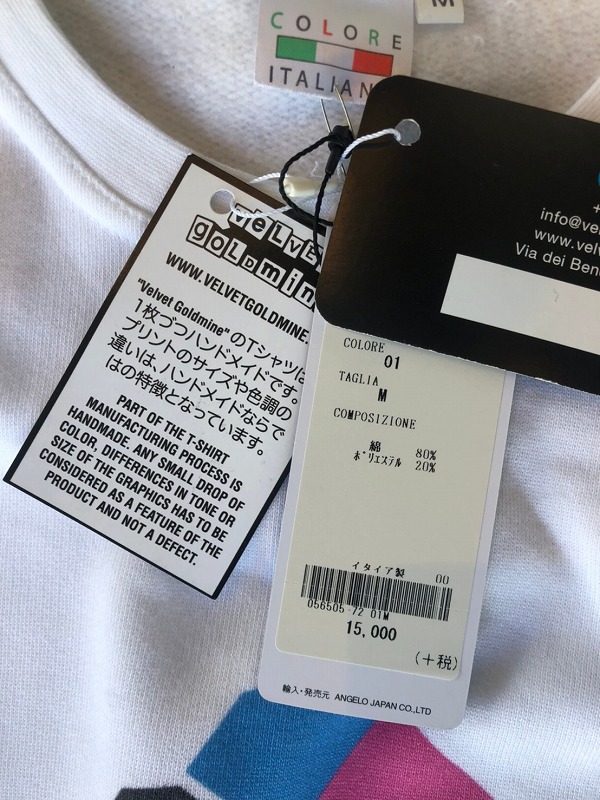 COLORE
ITALIAN
M
VELVE
GOLDMIN
WWW.VELVETGOLDMINE.
"Velvet Goldmine"のTシャツは
1枚づつハンドメイドです。
プリントのサイズや色調の
違いは、ハンドメイドならで
はの特徴となっています。
PART OF THE T-SHIRT
MANUFACTURING PROCESS IS
HANDMADE. ANY SMALL DROP OF
COLOR, DIFFERENCES IN TONE OR
SIZE OF THE GRAPHICS HAS TO BE
CONSIDERED AS A FEATURE OF THE
PRODUCT AND NOT A DEFECT.
+
info@vel
www.velv
Via dei Ben
COLORE
01
TAGLIA
M
COMPOSIZIONE
綿 80%
ポリエステル 20%
イタイア製 00
056505-72 01M
15,000
(+税)
輸入・発売元 ANGELO JAPAN CO.,LTD